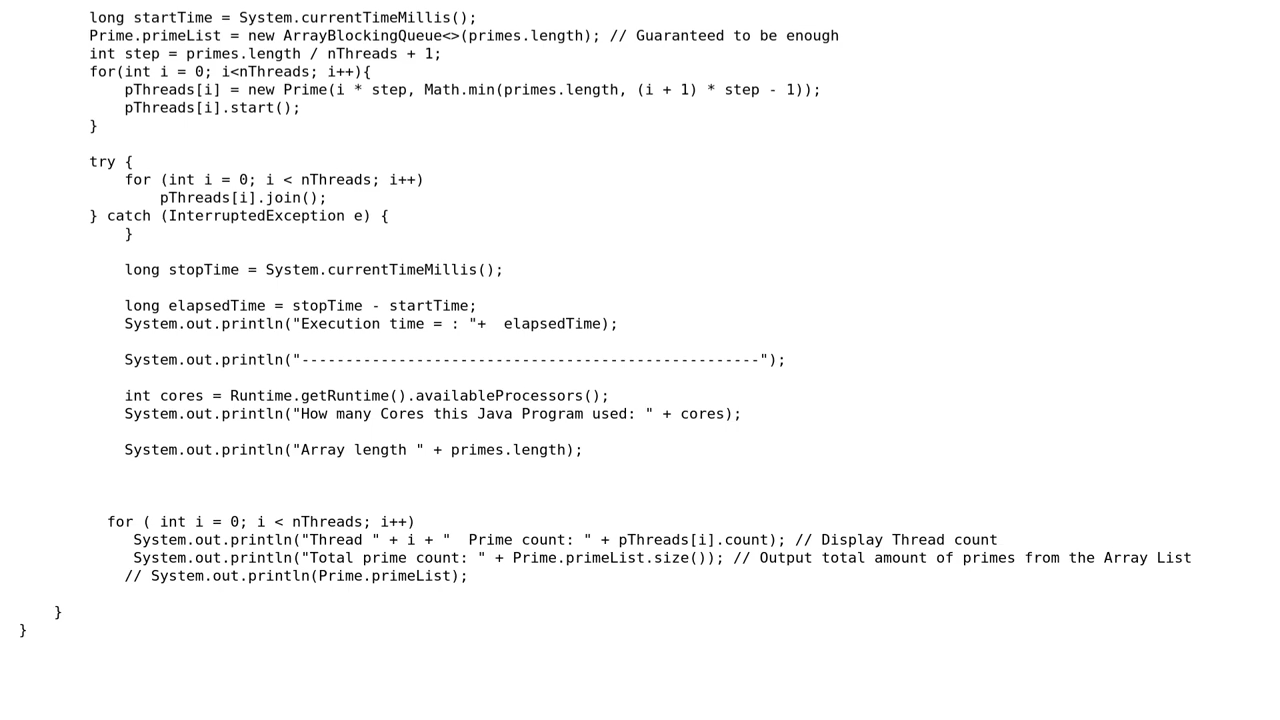 long startTime = System.currentTimeMillis();
Prime.primeList = new ArrayBlockingQueue<>(primes.length); // Guaranteed to be enough
int step = primes.length / nThreads + 1;
for(int i = 0; i<nThreads; i++){
pThreads[i] = new Prime(i * step, Math.min(primes.length, (i + 1) * step - 1));
pThreads[i].start();
}
try {
for (int i = 0; i < nThreads; i++)
pThreads[i].join();
} catch (InterruptedException e) {
}
long stopTime = System.currentTimeMillis();
long elapsedTime = stopTime - startTime;
System.out.println("Execution time = : "+  elapsedTime);
System.out.println("----------------------------------------------------");
int cores = Runtime.getRuntime().availableProcessors();
System.out.println("How many Cores this Java Program used: " + cores);
System.out.println("Array length " + primes.length);
for ( int i = 0; i < nThreads; i++)
System.out.println("Thread " + i + "  Prime count: " + pThreads[i].count); // Display Thread count
System.out.println("Total prime count: " + Prime.primeList.size()); // Output total amount of primes from the Array List
// System.out.println(Prime.primeList);
}
}